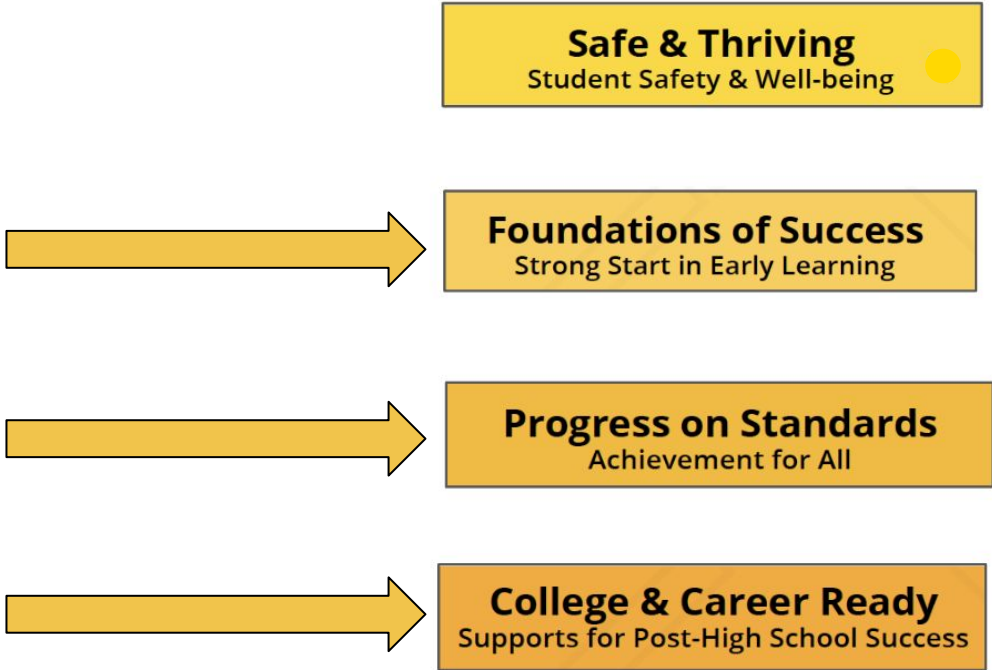 Safe & Thriving
Student Safety & Well-being
Foundations of Success
Strong Start in Early Learning
Progress on Standards
Achievement for All
College & Career Ready
Supports for Post-High School Success